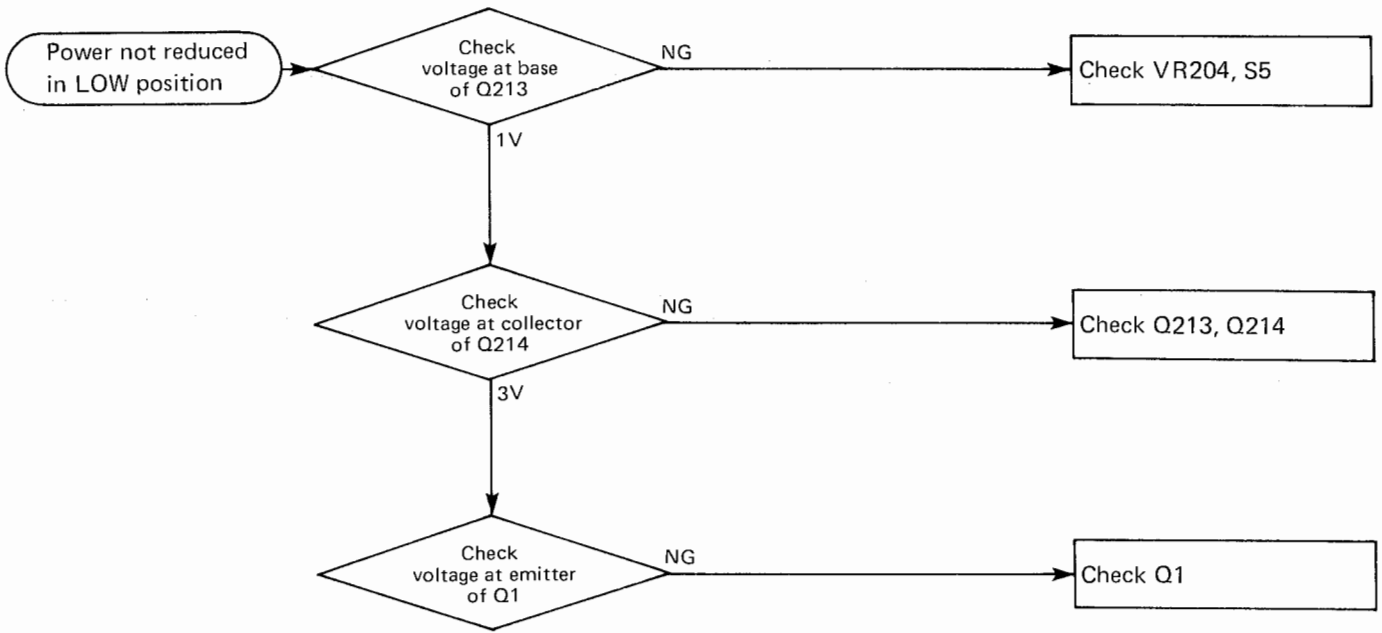 Power not reduced
in LOW position
Check
voltage at base
of Q213
NG
Check VR204, S5
1V
Check
voltage at collector
of Q214
NG
Check Q213, Q214
3V
Check
voltage at emitter
of Q1
NG
Check Q1